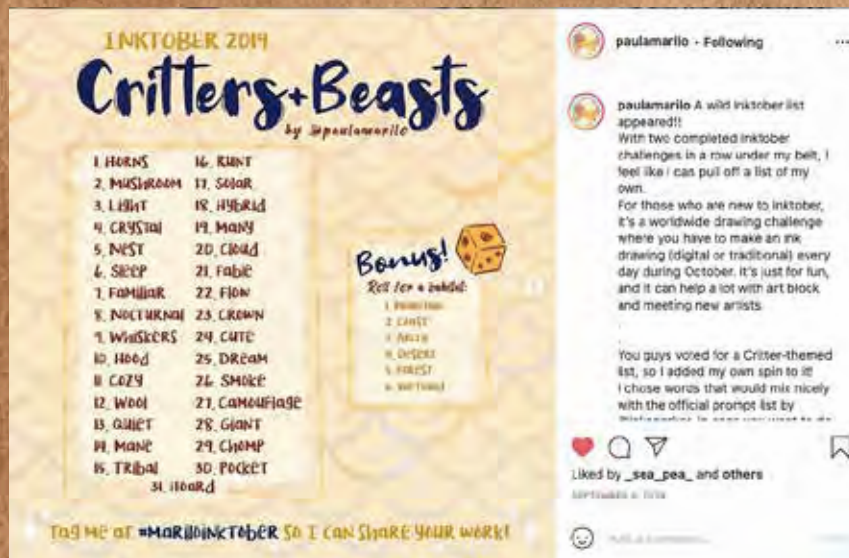 INKTOBER 2019
Critters+Beasts
by @paulamarilo
1. HORNS
2. MUSHROOM
3. LIGHT
4. CRYSTAL
5. NEST
6. SLEEP
7. FAMILIAR
8. NOCTURNAL
9. WHISKERS
10. HOOD
11. COZY
12. WOOL
13. QUIET
14. MANE
15. TRIBAL
16. RUNT
17. SOLAR
18. HYBRID
19. MANY
20. CLOUD
21. FABLE
22. FLOW
23. CROWN
24. CUTE
25. DREAM
26. SMOKE
27. CAMOUFLAGE
28. GIANT
29. CHOMP
30. POCKET
31. HOARD
Bonus!
Roll for a habitat
4. DESERT
5. FOREST
TAG ME AT #MARILOINKTOBER SO I CAN SHARE YOUR WORK!
paulamarilo • Following
paulamarilo A wild Inktober list
appeared!!
With two completed Inktober
challenges in a row under my belt, I
feel like I can pull off a list of my
own.
For those who are new to Inktober,
it's a worldwide drawing challenge
where you have to make an ink
drawing (digital or traditional) every
day during October. It's just for fun,
and it can help a lot with art block
and meeting new artists
.
You guys voted for a Critter-themed
list, so I added my own spin to it!
I chose words that would mix nicely
with the official prompt list by
Liked by _sea_pea_ and others
SEPTEMBER